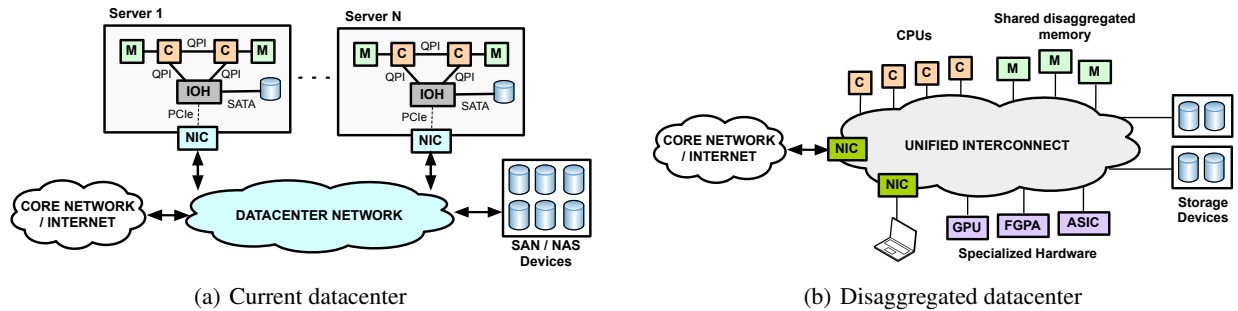 Server 1
M
C
QPI
C
M
QPI
QPI
IOH
SATA
PCIe
NIC
. . .
Server N
M
C
QPI
C
M
QPI
QPI
IOH
SATA
PCIe
NIC
CORE NETWORK
/ INTERNET
DATACENTER NETWORK
SAN / NAS
Devices
(a) Current datacenter
CPUs
Shared disaggregated
memory
C
C
C
C
M
M
M
CORE NETWORK
/ INTERNET
NIC
UNIFIED INTERCONNECT
NIC
GPU
FGPA
ASIC
Specialized Hardware
Storage
Devices
(b) Disaggregated datacenter